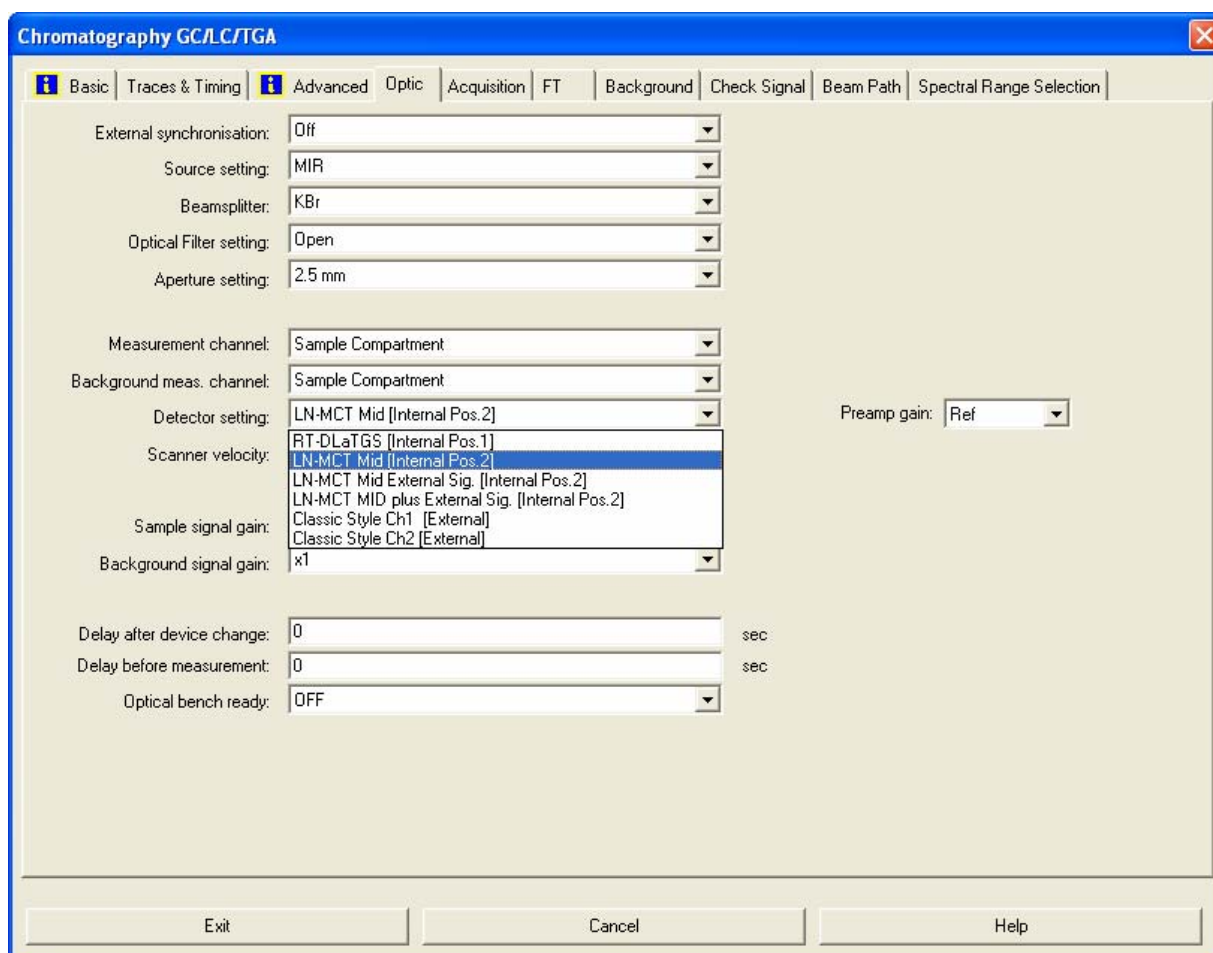 Chromatography GC/LC/TGA
Basic Traces & Timing Advanced Optic Acquisition FT Background Check Signal Beam Path Spectral Range Selection
External synchronisation: Off
Source setting: MIR
Beamsplitter: KBr
Optical Filter setting: Open
Aperture setting: 2.5 mm
Measurement channel: Sample Compartment
Background meas. channel: Sample Compartment
Detector setting: LN-MCT Mid [Internal Pos.2] Preamp gain: Ref
RT-DLaTGS [Internal Pos.1]
Scanner velocity: LN-MCT Mid [Internal Pos.2]
LN-MCT Mid External Sig. [Internal Pos.2]
LN-MCT MID plus External Sig. [Internal Pos.2]
Sample signal gain: Classic Style Ch1 [External]
Classic Style Ch2 [External]
Background signal gain: x1
Delay after device change: 0 sec
Delay before measurement: 0 sec
Optical bench ready: OFF
Exit Cancel Help